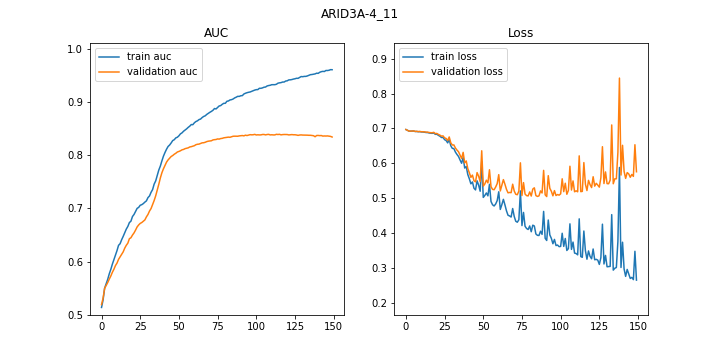 ARID3A-4_11
AUC
train auc
validation auc
1.0
0.9
0.8
0.7
0.6
0.5
0 25 50 75 100 125 150
Loss
train loss
validation loss
0.9
0.8
0.7
0.6
0.5
0.4
0.3
0.2
0 25 50 75 100 125 150